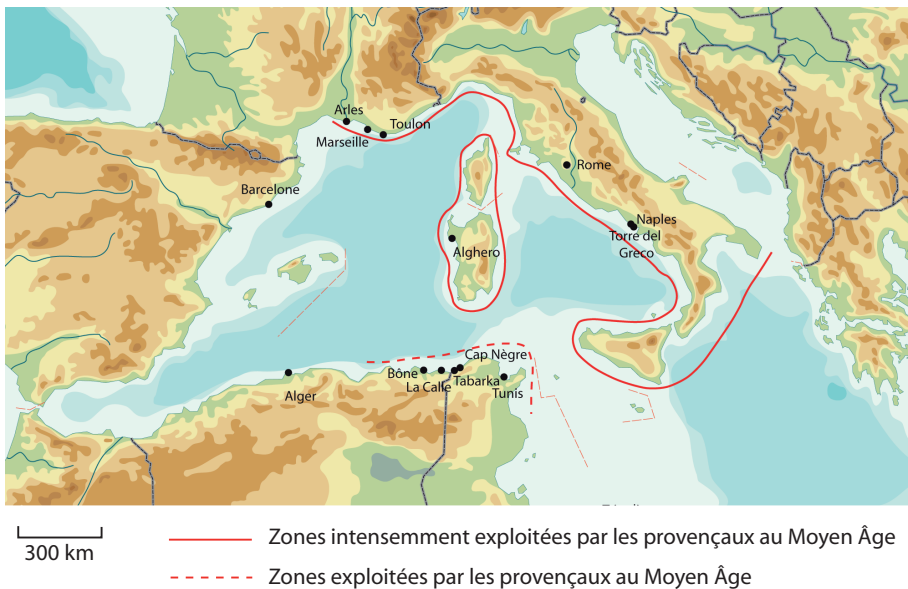 Arles
Toulon
Marseille
Rome
Barcelone
Naples
Torre del
Greco
Alghero
Cap Nègre
Bône
Tabarka
La Calle
Tunis
Alger
300 km
Zones intensemment exploitées par les provençaux au Moyen Âge
Zones exploitées par les provençaux au Moyen Âge